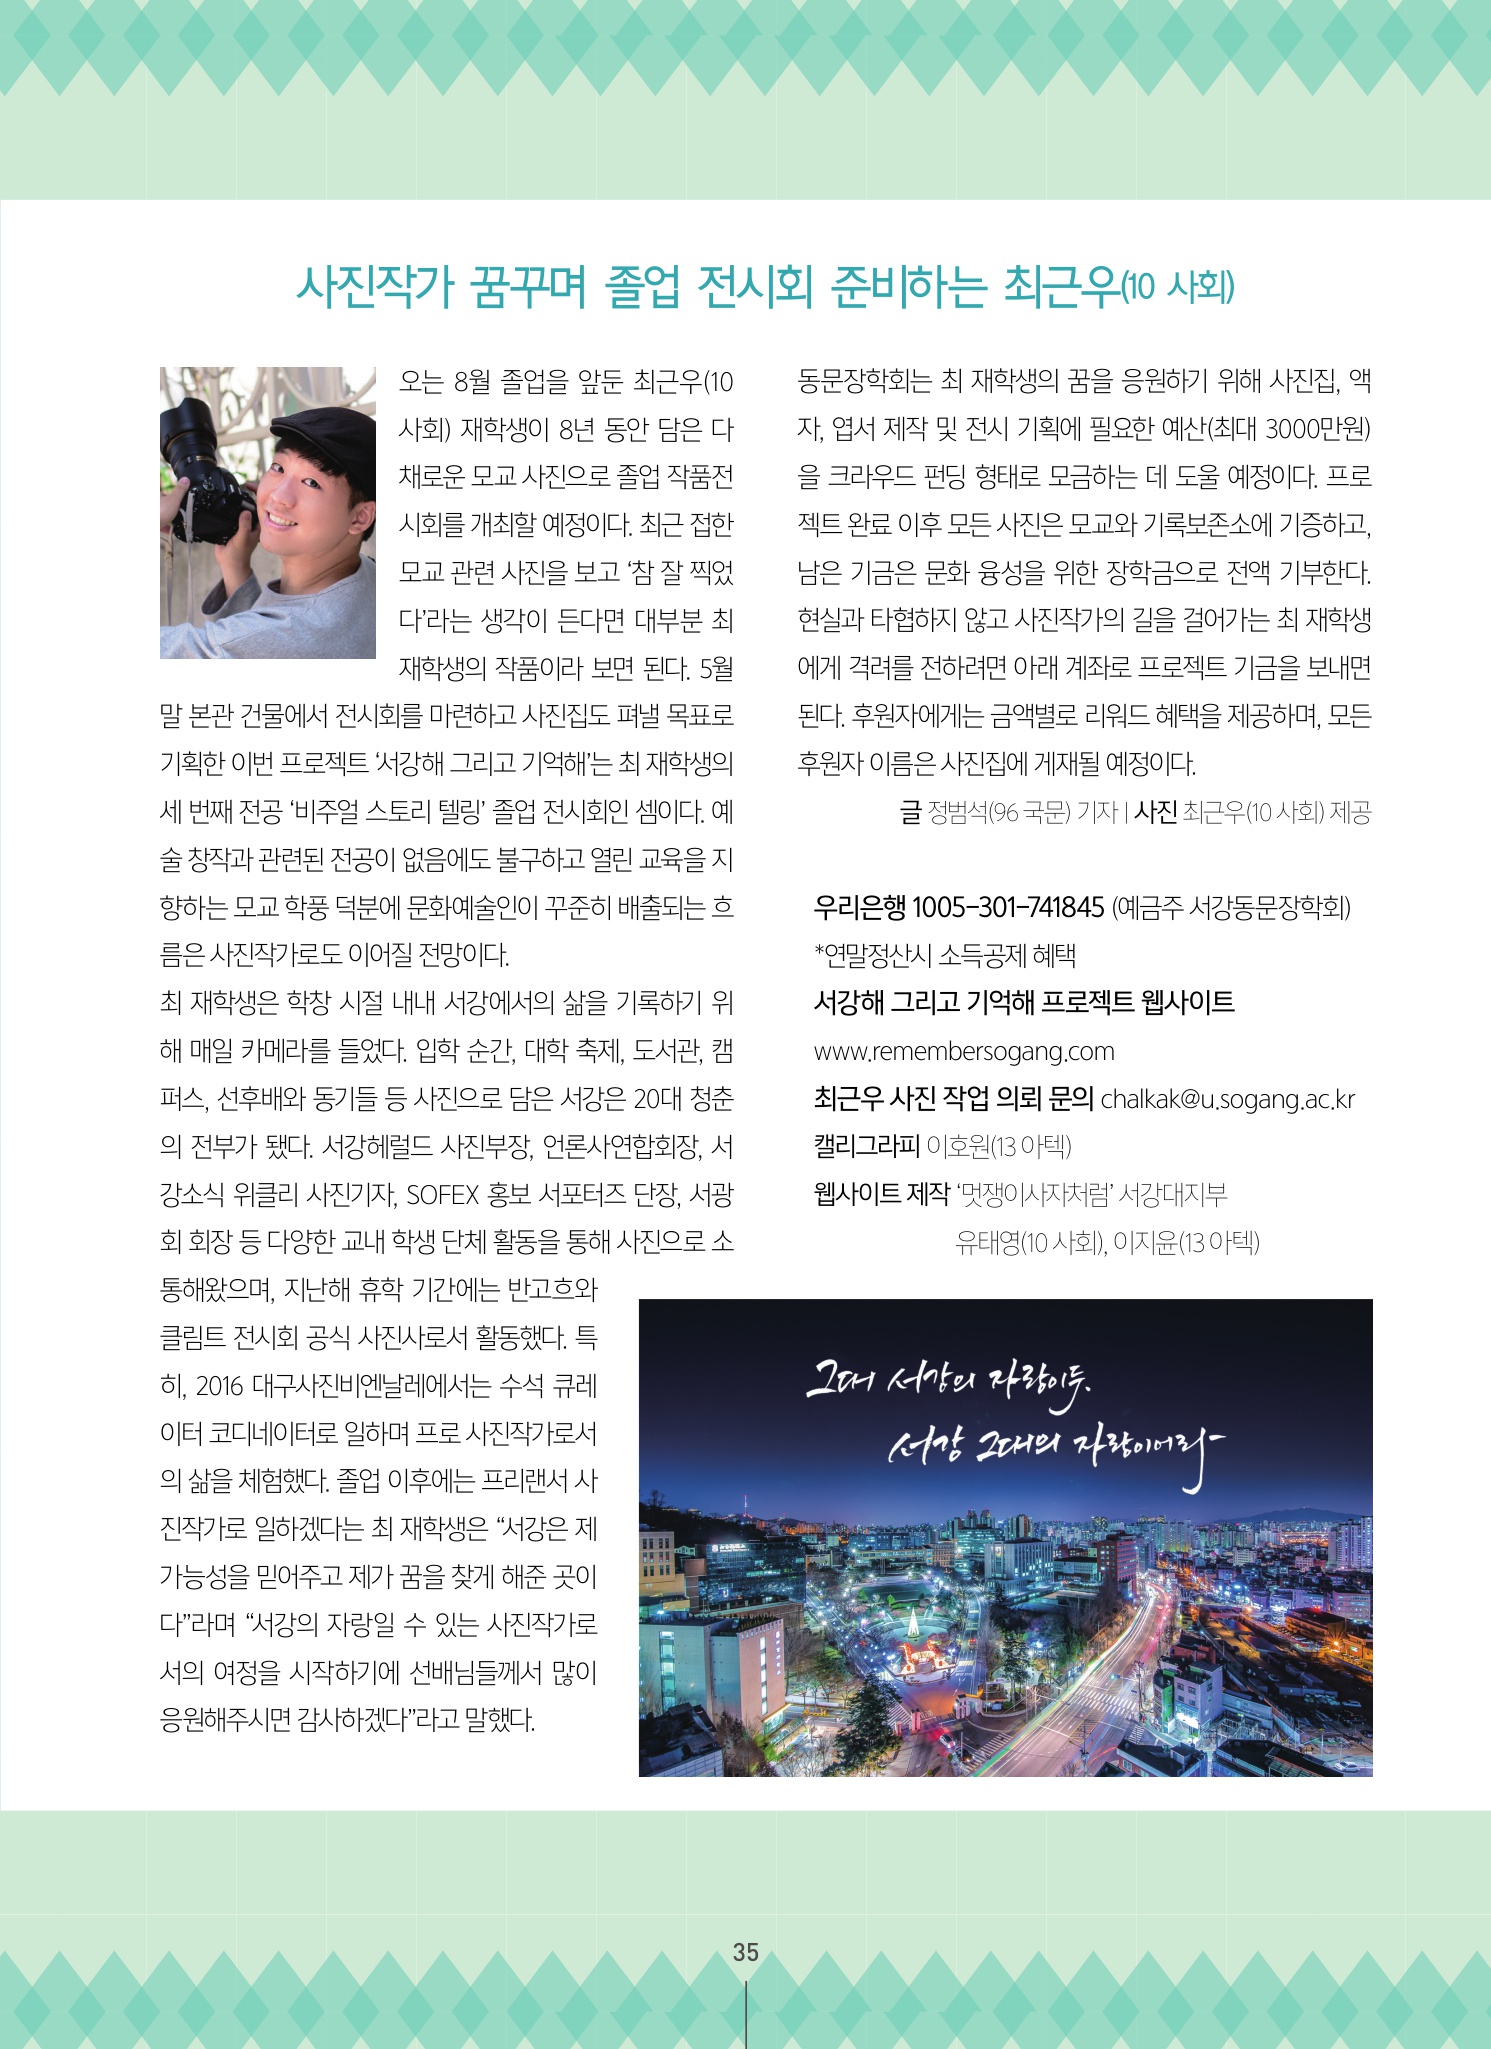 사진작가 꿈꾸며 졸업 전시회 준비하는 최근우(10 사회)
오는 8월 졸업을 앞둔 최근우(10
사회) 재학생이 8년 동안 담은 다
채로운 모교 사진으로 졸업 작품전
시회를 개최할 예정이다. 최근 접한
모교 관련 사진을 보고 ‘참 잘 찍었
다’라는 생각이 든다면 대부분 최
재학생의 작품이라 보면 된다. 5월
말 본관 건물에서 전시회를 마련하고 사진집도 펴낼 목표로
기획한 이번 프로젝트 ‘서강해 그리고 기억해’는 최 재학생의
세 번째 전공 ‘비주얼 스토리 텔링’ 졸업 전시회인 셈이다. 예
술 창작과 관련된 전공이 없음에도 불구하고 열린 교육을 지
향하는 모교 학풍 덕분에 문화예술인이 꾸준히 배출되는 흐
름은 사진작가로도 이어질 전망이다.
최 재학생은 학창 시절 내내 서강에서의 삶을 기록하기 위
해 매일 카메라를 들었다. 입학 순간, 대학 축제, 도서관, 캠
퍼스, 선후배와 동기들 등 사진으로 담은 서강은 20대 청춘
의 전부가 됐다. 서강헤럴드 사진부장, 언론사연합회장, 서
강소식 위클리 사진기자, SOFEX 홍보 서포터즈 단장, 서광
회 회장 등 다양한 교내 학생 단체 활동을 통해 사진으로 소
통해왔으며, 지난해 휴학 기간에는 반고흐와
클림트 전시회 공식 사진사로서 활동했다. 특
히, 2016 대구사진비엔날레에서는 수석 큐레
이터 코디네이터로 일하며 프로 사진작가로서
의 삶을 체험했다. 졸업 이후에는 프리랜서 사
진작가로 일하겠다는 최 재학생은 “서강은 제
가능성을 믿어주고 제가 꿈을 찾게 해준 곳이
다”라며 “서강의 자랑일 수 있는 사진작가로
서의 여정을 시작하기에 선배님들께서 많이
응원해주시면 감사하겠다”라고 말했다.
동문장학회는 최 재학생의 꿈을 응원하기 위해 사진집, 액
자, 엽서 제작 및 전시 기획에 필요한 예산(최대 3000만원)
을 크라우드 펀딩 형태로 모금하는 데 도울 예정이다. 프로
젝트 완료 이후 모든 사진은 모교와 기록보존소에 기증하고,
남은 기금은 문화 융성을 위한 장학금으로 전액 기부한다.
현실과 타협하지 않고 사진작가의 길을 걸어가는 최 재학생
에게 격려를 전하려면 아래 계좌로 프로젝트 기금을 보내면
된다. 후원자에게는 금액별로 리워드 혜택을 제공하며, 모든
후원자 이름은 사진집에 게재될 예정이다.
글 정범석(96 국문) 기자 | 사진 최근우(10 사회) 제공
우리은행 1005-301-741845 (예금주 서강동문장학회)
*연말정산시 소득공제 혜택
서강해 그리고 기억해 프로젝트 웹사이트
www.remembersogang.com
최근우 사진 작업 의뢰 문의 chalkak@u.sogang.ac.kr
캘리그라피 이호원(13 아텍)
웹사이트 제작 ‘멋쟁이사자처럼’ 서강대지부
유태영(10 사회), 이지윤(13 아텍)
그대 서강의 자랑이듯,
서강 그대의 자랑이어라
35